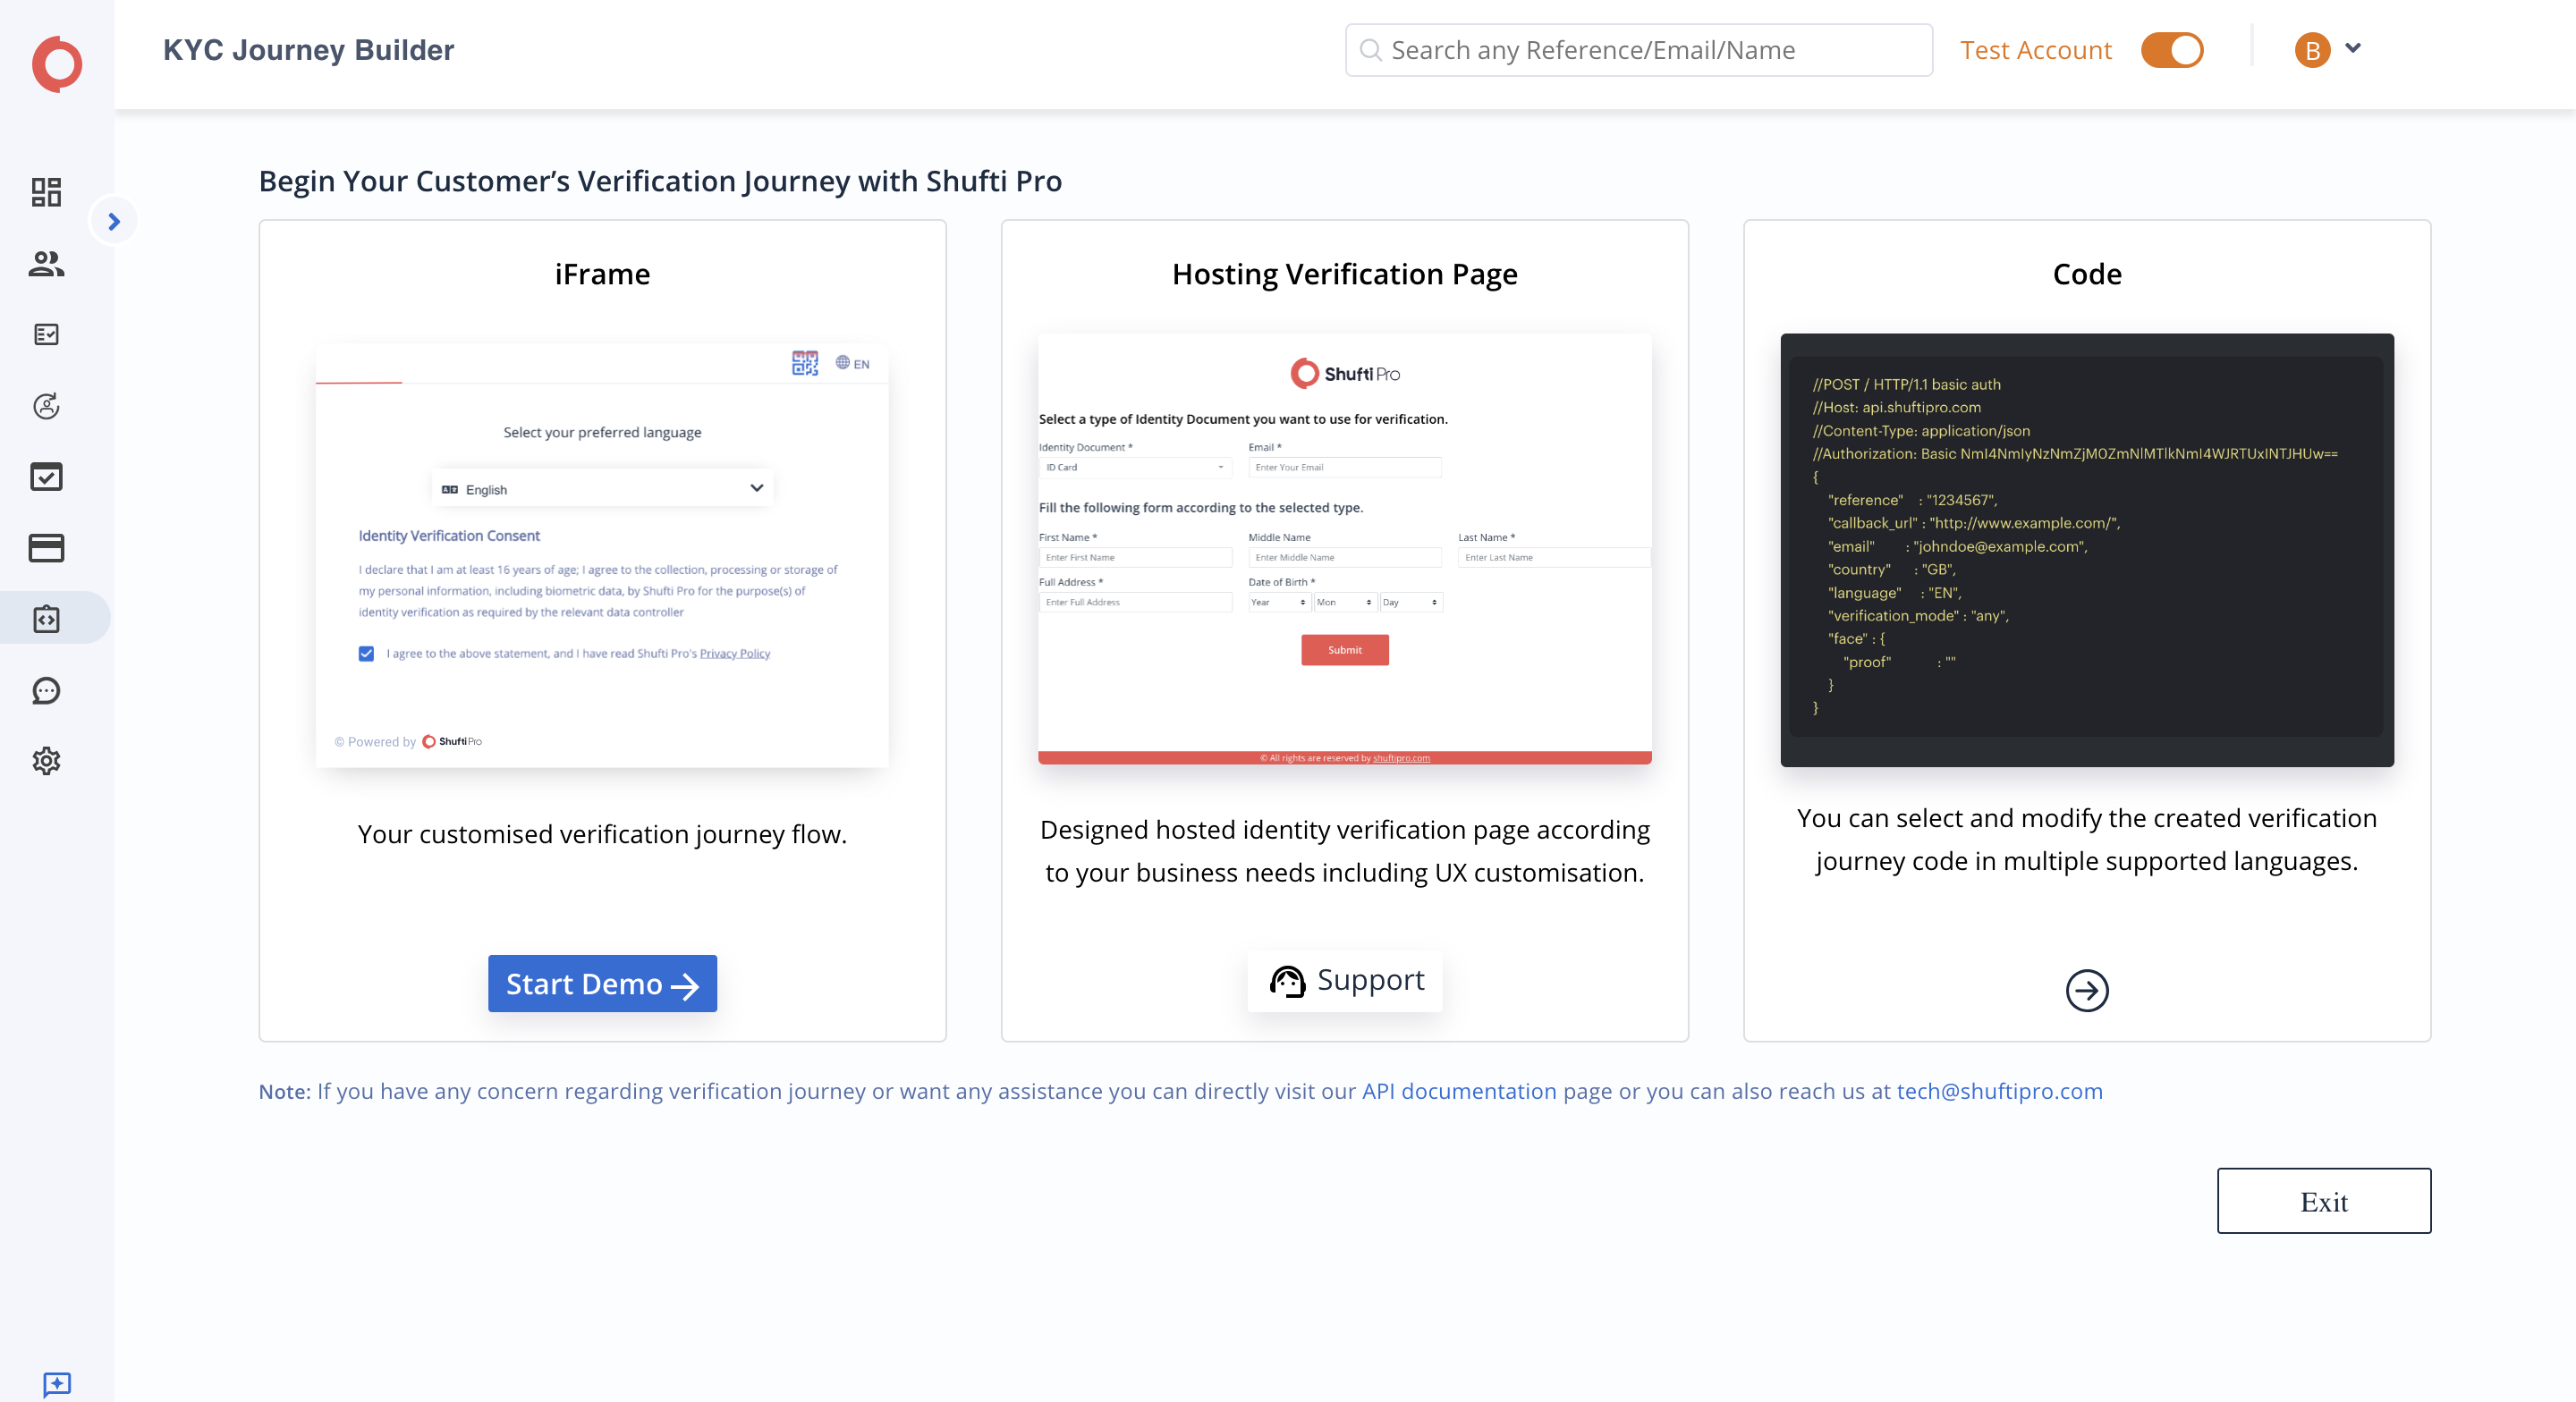 KYC Journey Builder
Search any Reference/Email/Name
Test Account
B
Begin Your Customer’s Verification Journey with Shufti Pro
iFrame
EN
Select your preferred language
English
Identity Verification Consent
I declare that I am at least 16 years of age; I agree to the collection, processing or storage of
my personal information, including biometric data, by Shufti Pro for the purpose(s) of
identity verification as required by the relevant data controller
I agree to the above statement, and I have read Shufti Pro's Privacy Policy
© Powered by Shufti Pro
Your customised verification journey flow.
Start Demo
Hosting Verification Page
Shufti Pro
Select a type of Identity Document you want to use for verification.
Identity Document * Email *
ID Card Enter Your Email
Fill the following form according to the selected type.
First Name * Middle Name Last Name *
Enter First Name Enter Middle Name Enter Last Name
Full Address * Date of Birth *
Enter Full Address Year Mon Day
Submit
© All rights are reserved by shuftipro.com
Designed hosted identity verification page according
to your business needs including UX customisation.
Support
Code
//POST / HTTP/1.1 basic auth
//Host: api.shuftipro.com
//Content-Type: application/json
//Authorization: Basic
{
"reference" : "1234567",
"callback_url" : "http://www.example.com/",
"email" : "johndoe@example.com",
"country" : "GB",
"language" : "EN",
"verification_mode" : "any",
"face" : {
"proof" : ""
}
}
You can select and modify the created verification
journey code in multiple supported languages.
Note: If you have any concern regarding verification journey or want any assistance you can directly visit our API documentation page or you can also reach us at tech@shuftipro.com
Exit